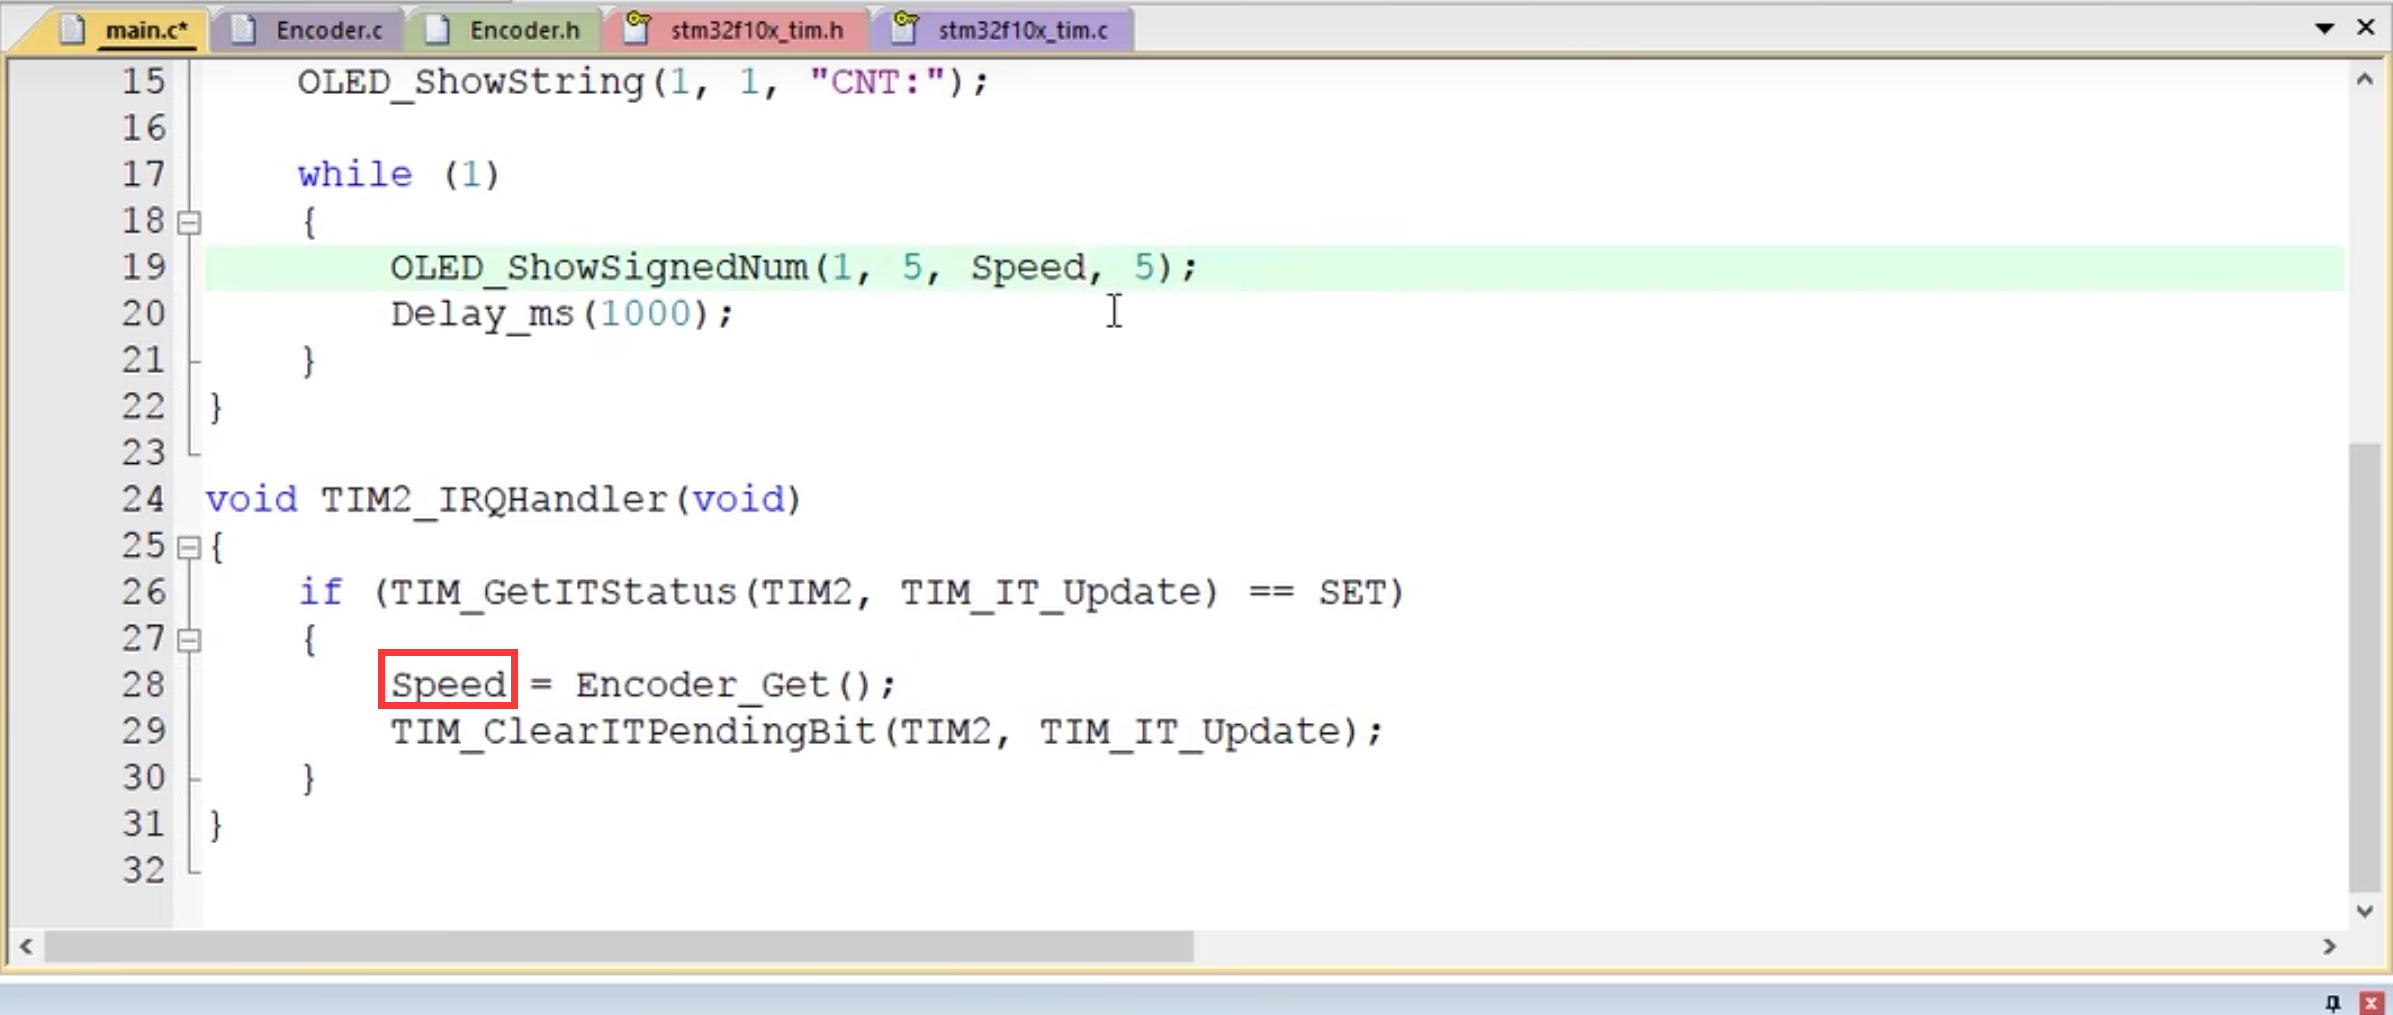 main.c* Encoder.c Encoder.h stm32f10x_tim.h stm32f10x_tim.c
15 OLED_ShowString(1, 1, "CNT:");
16
17 while (1)
18 {
19 OLED_ShowSignedNum(1, 5, Speed, 5);
20 Delay_ms(1000);
21 }
22 }
23
24 void TIM2_IRQHandler(void)
25 {
26 if (TIM_GetITStatus(TIM2, TIM_IT_Update) == SET)
27 {
28 Speed = Encoder_Get();
29 TIM_ClearITPendingBit(TIM2, TIM_IT_Update);
30 }
31 }
32